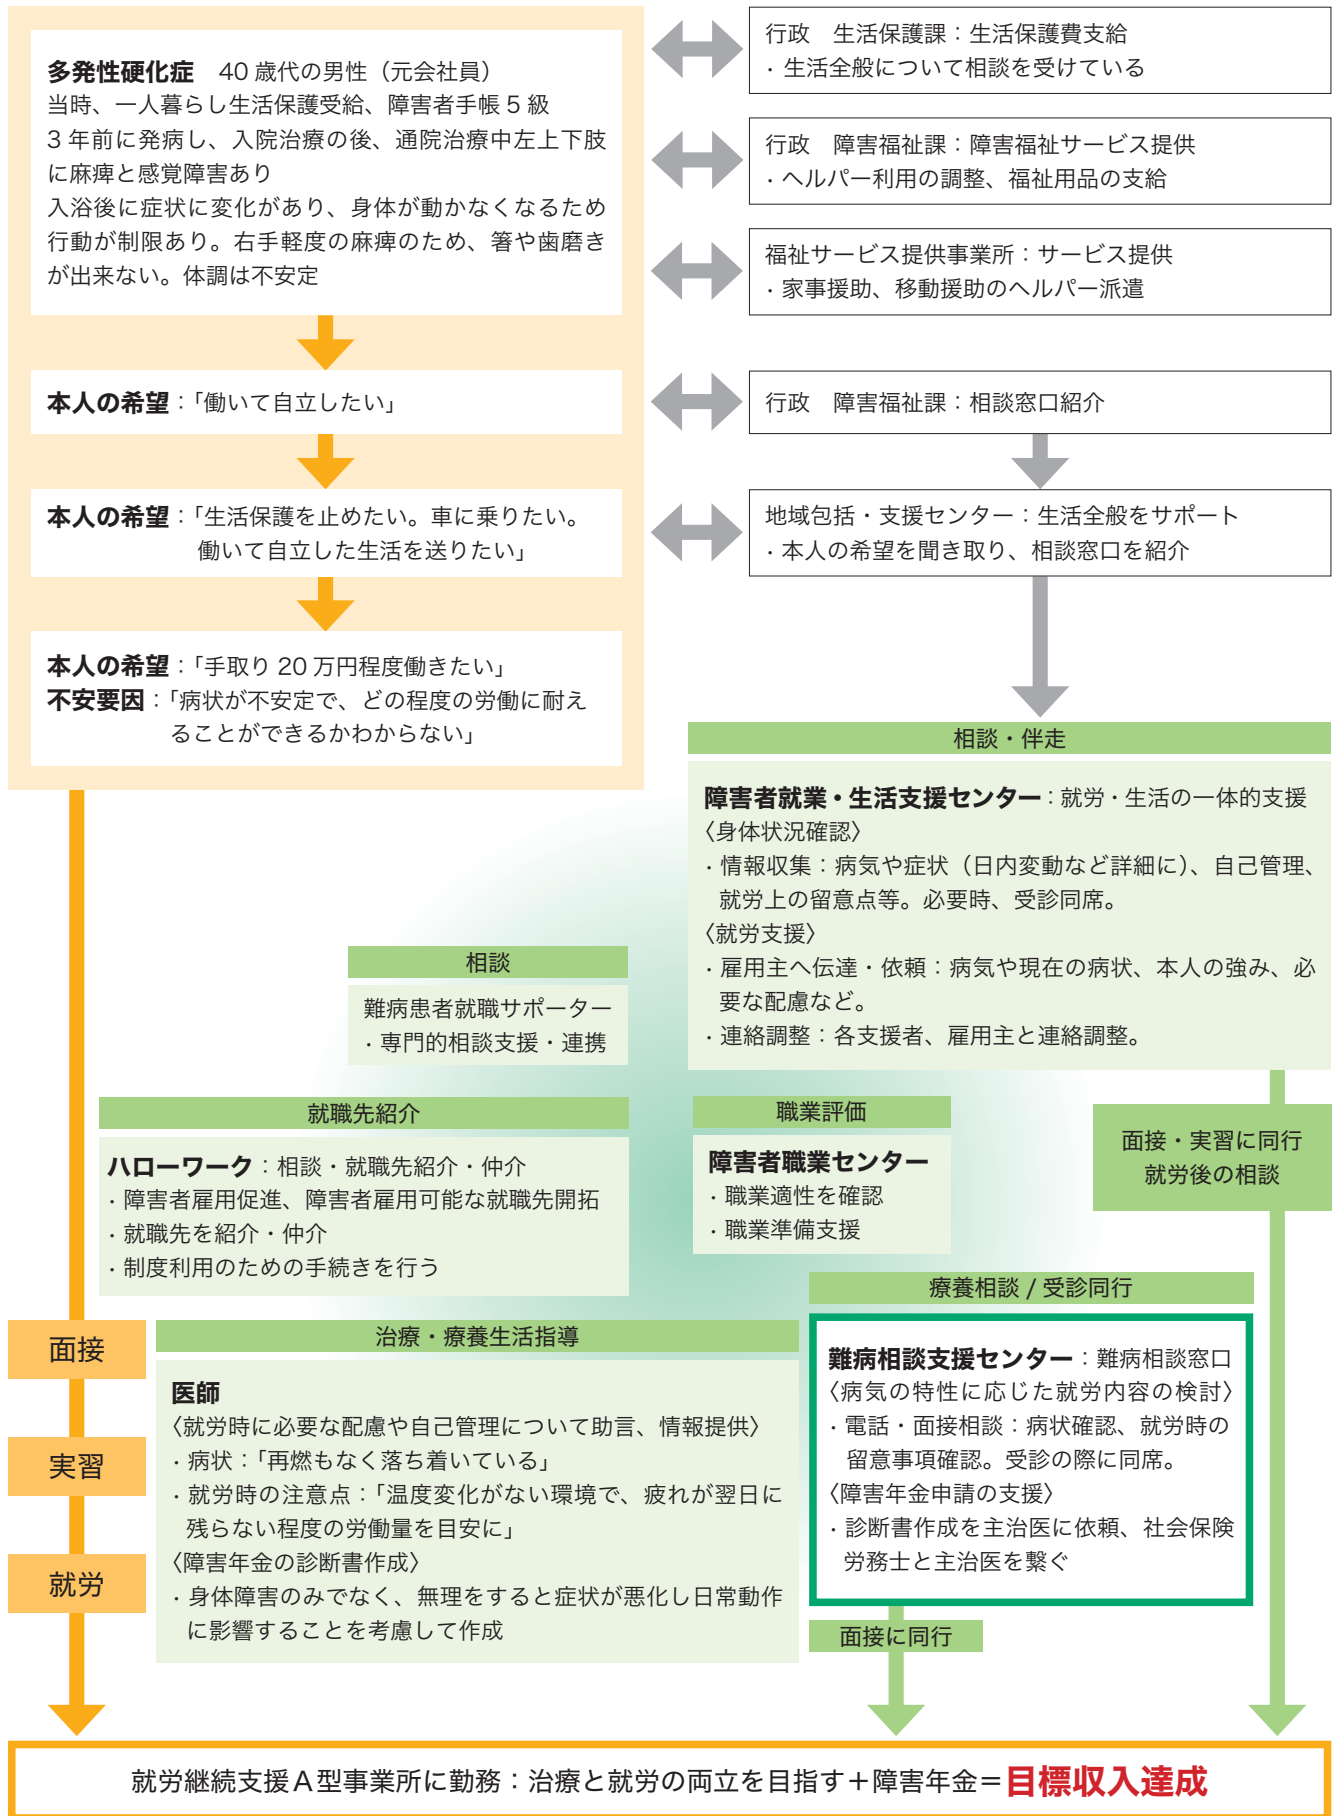 多発性硬化症　40 歳代の男性（元会社員）
当時、一人暮らし生活保護受給、障害者手帳 5 級
3 年前に発病し、入院治療の後、通院治療中左上下肢
に麻痺と感覚障害あり
入浴後に症状に変化があり、身体が動かなくなるため
行動が制限あり。右手軽度の麻痺のため、箸や歯磨き
が出来ない。体調は不安定
行政　生活保護課：生活保護費支給
・生活全般について相談を受けている
行政　障害福祉課：障害福祉サービス提供
・ヘルパー利用の調整、福祉用品の支給
福祉サービス提供事業所：サービス提供
・家事援助、移動援助のヘルパー派遣
本人の希望：「働いて自立したい」
行政　障害福祉課：相談窓口紹介
本人の希望：「生活保護を止めたい。車に乗りたい。
働いて自立した生活を送りたい」
地域包括・支援センター：生活全般をサポート
・本人の希望を聞き取り、相談窓口を紹介
本人の希望：「手取り 20 万円程度働きたい」
不安要因：「病状が不安定で、どの程度の労働に耐え
ることができるかわからない」
相談・伴走
障害者就業・生活支援センター：就労・生活の一体的支援
〈身体状況確認〉
・情報収集：病気や症状（日内変動など詳細に）、自己管理、
就労上の留意点等。必要時、受診同席。
〈就労支援〉
・雇用主へ伝達・依頼：病気や現在の病状、本人の強み、必
要な配慮など。
・連絡調整：各支援者、雇用主と連絡調整。
相談
難病患者就職サポーター
・専門的相談支援・連携
就職先紹介
ハローワーク：相談・就職先紹介・仲介
・障害者雇用促進、障害者雇用可能な就職先開拓
・就職先を紹介・仲介
・制度利用のための手続きを行う
職業評価
障害者職業センター
・職業適性を確認
・職業準備支援
面接・実習に同行
就労後の相談
面接
実習
就労
治療・療養生活指導
医師
〈就労時に必要な配慮や自己管理について助言、情報提供〉
・病状：「再燃もなく落ち着いている」
・就労時の注意点：「温度変化がない環境で、疲れが翌日に
残らない程度の労働量を目安に」
〈障害年金の診断書作成〉
・身体障害のみでなく、無理をすると症状が悪化し日常動作
に影響することを考慮して作成
療養相談 / 受診同行
難病相談支援センター：難病相談窓口
〈病気の特性に応じた就労内容の検討〉
・電話・面接相談：病状確認、就労時の
留意事項確認。受診の際に同席。
〈障害年金申請の支援〉
・診断書作成を主治医に依頼、社会保険
労務士と主治医を繋ぐ
面接に同行
就労継続支援A型事業所に勤務：治療と就労の両立を目指す＋障害年金＝目標収入達成